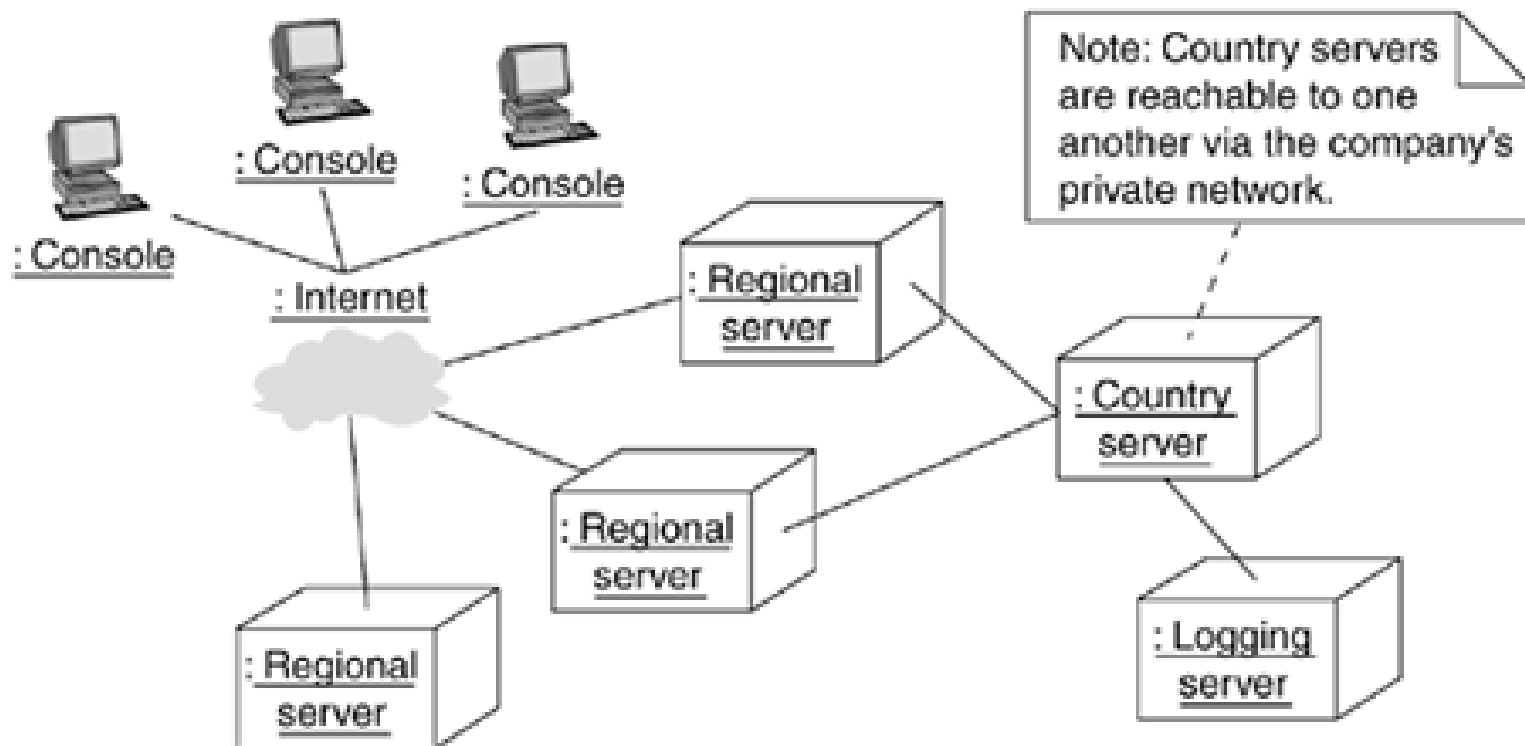 : Console
: Console
: Console
: Internet
Note: Country servers
are reachable to one
another via the company's
private network.
: Regional
server
: Country
server
: Regional
server
: Regional
server
: Logging
server